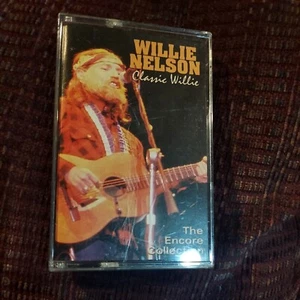 WILLIE
NELSON
Classic Willie
The
Encore
Collection